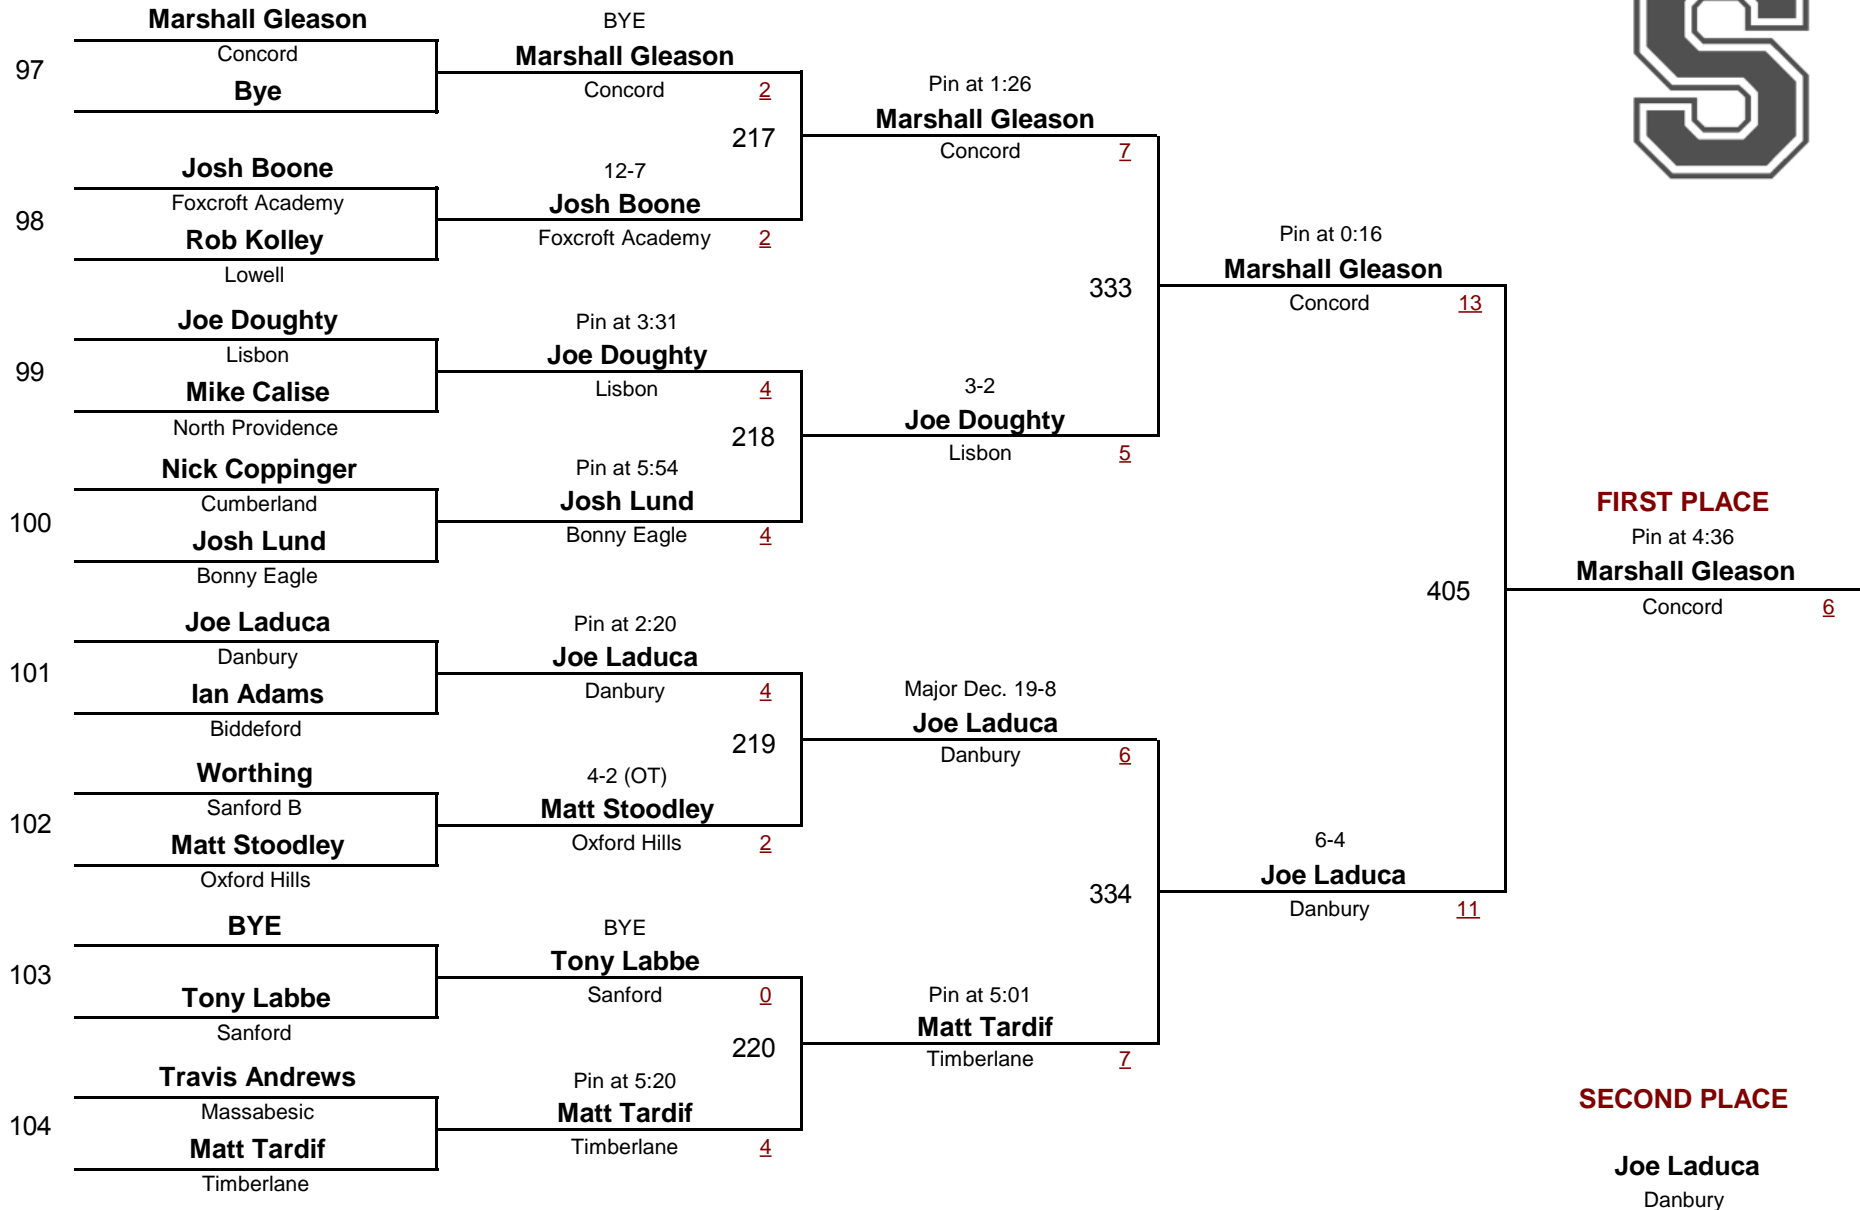 S
Marshall Gleason
Concord
97
Bye
Josh Boone
Foxcroft Academy
98
Rob Kolley
Lowell
Joe Doughty
Lisbon
99
Mike Calise
North Providence
Nick Coppinger
Cumberland
100
Josh Lund
Bonny Eagle
Joe Laduca
Danbury
101
Ian Adams
Biddeford
Worthing
Sanford B
102
Matt Stoodley
Oxford Hills
BYE
103
Tony Labbe
Sanford
Travis Andrews
Massabesic
104
Matt Tardif
Timberlane
BYE
Marshall Gleason
Concord 2
217
12-7
Josh Boone
Foxcroft Academy 2
Pin at 3:31
Joe Doughty
Lisbon 4
218
Pin at 5:54
Josh Lund
Bonny Eagle 4
Pin at 2:20
Joe Laduca
Danbury 4
219
4-2 (OT)
Matt Stoodley
Oxford Hills 2
BYE
Tony Labbe
Sanford 0
220
Pin at 5:20
Matt Tardif
Timberlane 4
Pin at 1:26
Marshall Gleason
Concord 7
333
3-2
Joe Doughty
Lisbon 5
Major Dec. 19-8
Joe Laduca
Danbury 6
334
Pin at 5:01
Matt Tardif
Timberlane 7
Pin at 0:16
Marshall Gleason
Concord 13
405
6-4
Joe Laduca
Danbury 11
FIRST PLACE
Pin at 4:36
Marshall Gleason
Concord 6
SECOND PLACE
Joe Laduca
Danbury